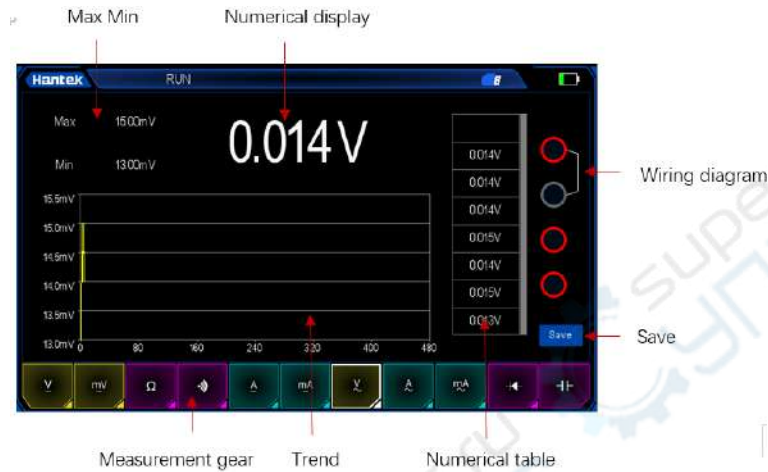 Max Min
Numerical display
Hantek
RUN
Max 15.00mV
Min 13.00mV
0.014 V
0.014V
0.014V
0.014V
0.015V
0.014V
0.015V
0.013V
Wiring diagram
15.5mV
15.0mV
14.5mV
14.0mV
13.5mV
13.0mV
0 80 160 240 320 400 480
Save
Save
V mV Ω A mA V A mA
Measurement gear
Trend
Numerical table